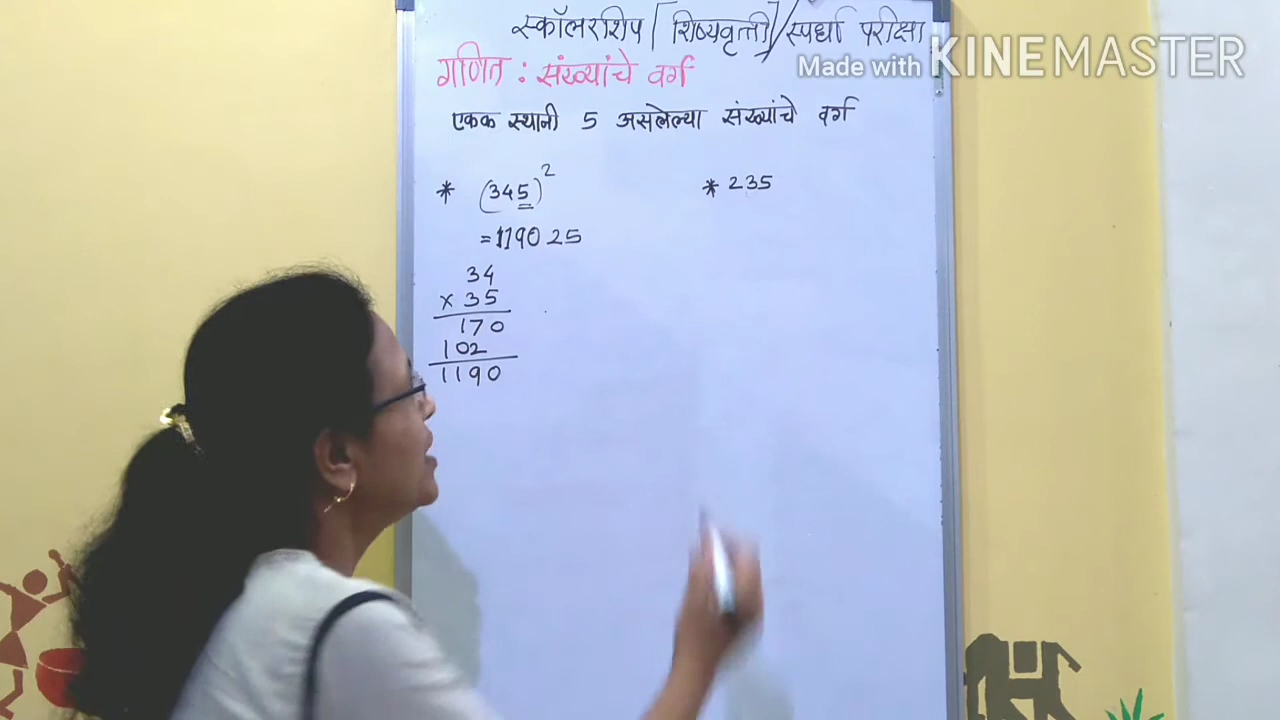 स्कॉलरशिप [शिष्यवृत्ती]/स्पर्धा परीक्षा
Made with KINEMASTER
गणित : संख्यांचे वर्ग
एकक स्थानी 5 असलेल्या संख्यांचे वर्ग
* (345)²
= 119025
34
× 35
170
102
1190
* 235